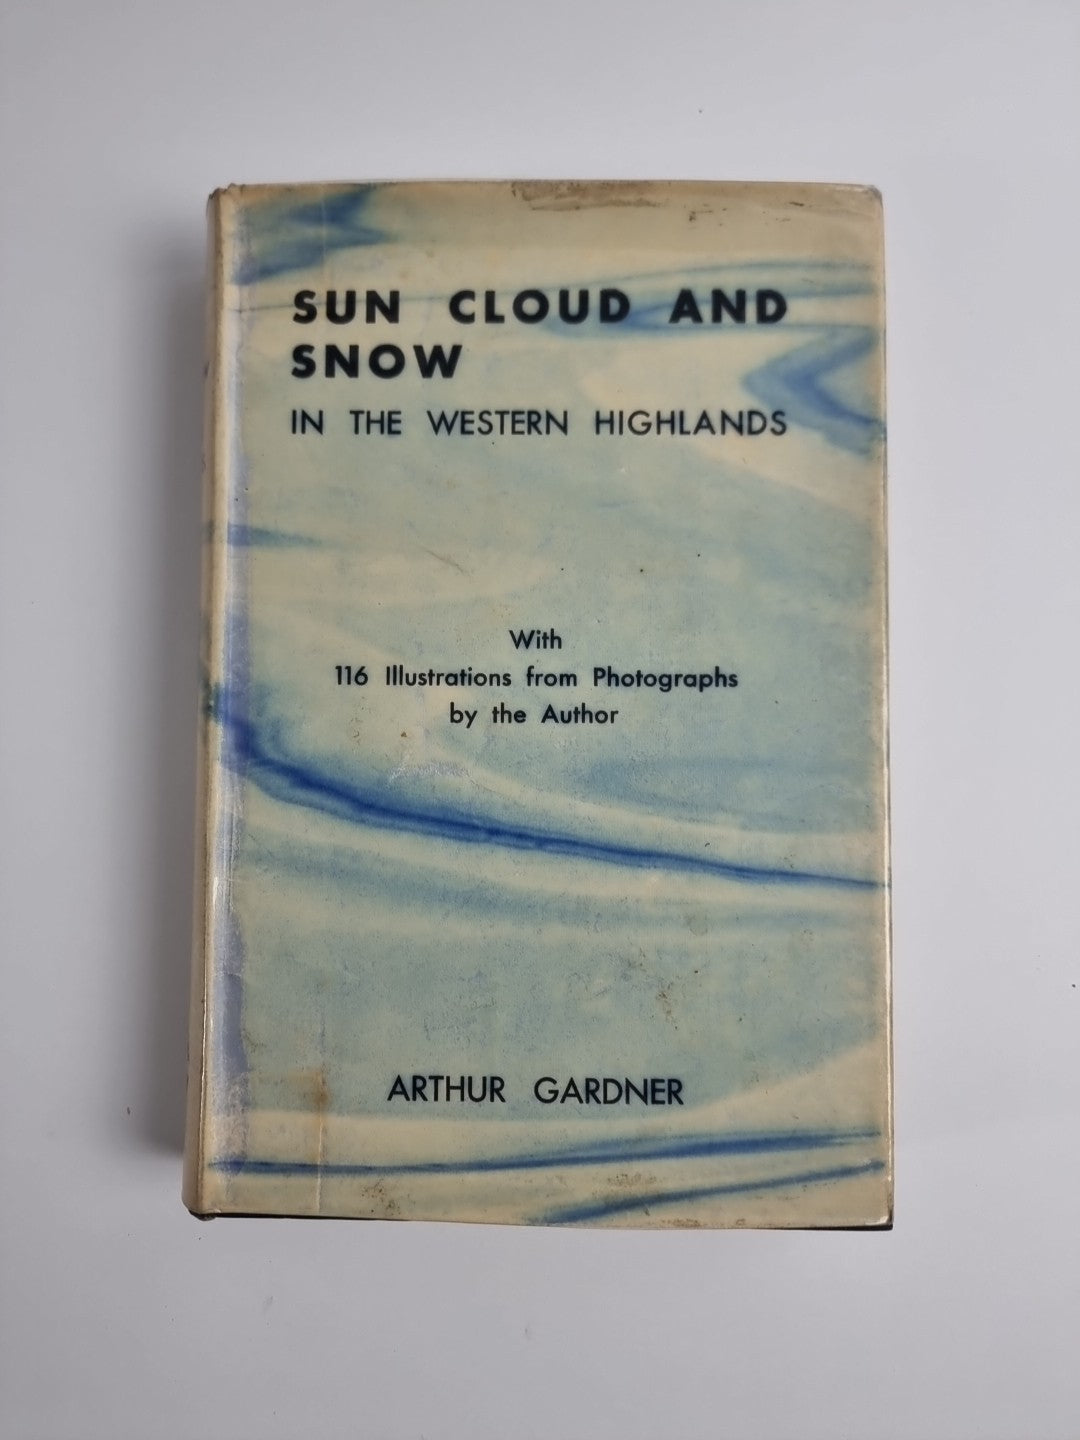 SUN CLOUD AND
SNOW
IN THE WESTERN HIGHLANDS
With
116 Illustrations from Photographs
by the Author
ARTHUR GARDNER